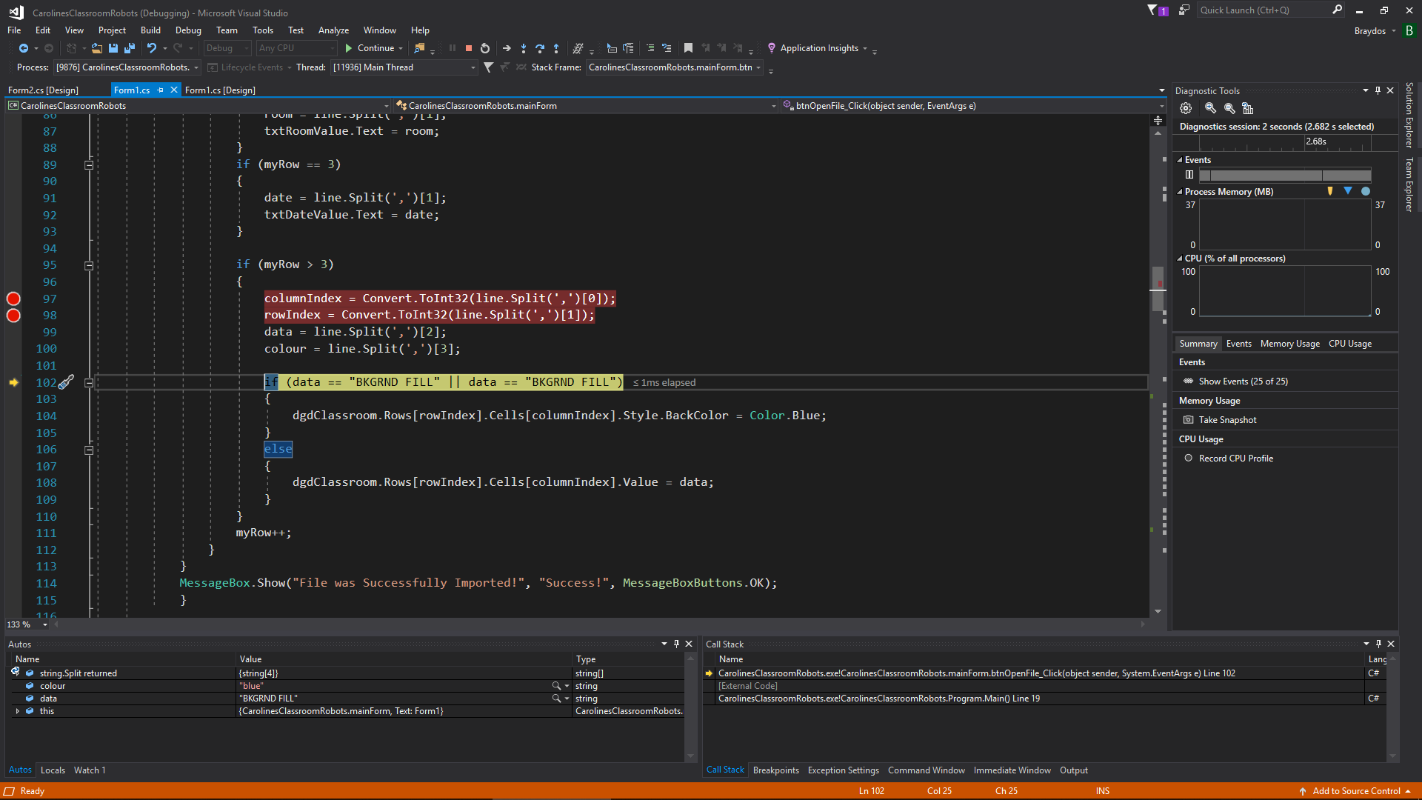 CarolinesClassroomRobots (Debugging) - Microsoft Visual Studio
1
Quick Launch (Ctrl+Q)
File Edit View Project Build Debug Team Tools Test Analyze Window Help
Braydos B
Debug Any CPU Continue Application Insights
Process: [9876] CarolinesClassroomRobots. Lifecycle Events Thread: [11936] Main Thread Stack Frame: CarolinesClassroomRobots.mainForm.btn
Form2.cs [Design] Form1.cs Form1.cs [Design]
CarolinesClassroomRobots CarolinesClassroomRobots.mainForm btnOpenFile_Click(object sender, EventArgs e)
86 room = line.Split(',')[1];
87 txtRoomValue.Text = room;
88 }
89 if (myRow == 3)
90 {
91 date = line.Split(',')[1];
92 txtDateValue.Text = date;
93 }
94
95 if (myRow > 3)
96 {
97 columnIndex = Convert.ToInt32(line.Split(',')[0]);
98 rowIndex = Convert.ToInt32(line.Split(',')[1]);
99 data = line.Split(',')[2];
100 colour = line.Split(',')[3];
101
102 if (data == "BKGRND FILL" || data == "BKGRND FILL") ≤ 1ms elapsed
103 {
104 dgdClassroom.Rows[rowIndex].Cells[columnIndex].Style.BackColor = Color.Blue;
105 }
106 else
107 {
108 dgdClassroom.Rows[rowIndex].Cells[columnIndex].Value = data;
109 }
110 }
111 myRow++;
112 }
113 }
114 MessageBox.Show("File was Successfully Imported!", "Success!", MessageBoxButtons.OK);
115 }
116
133 %
Diagnostic Tools
Diagnostics session: 2 seconds (2.682 s selected)
2.68s
Events
Process Memory (MB)
37 37
0 0
CPU (% of all processors)
100 100
0 0
Summary Events Memory Usage CPU Usage
Events
Show Events (25 of 25)
Memory Usage
Take Snapshot
CPU Usage
Record CPU Profile
Solution Explorer
Team Explorer
Autos
Name Value Type
string.Split returned {string[4]} string[]
colour "blue" string
data "BKGRND FILL" string
this {CarolinesClassroomRobots.mainForm, Text: Form1} CarolinesClassroomRobots.
Autos Locals Watch 1
Call Stack
Name Lang
CarolinesClassroomRobots.exe!CarolinesClassroomRobots.mainForm.btnOpenFile_Click(object sender, System.EventArgs e) Line 102 C#
[External Code]
CarolinesClassroomRobots.exe!CarolinesClassroomRobots.Program.Main() Line 19 C#
Call Stack Breakpoints Exception Settings Command Window Immediate Window Output
Ready Ln 102 Col 25 Ch 25 INS Add to Source Control